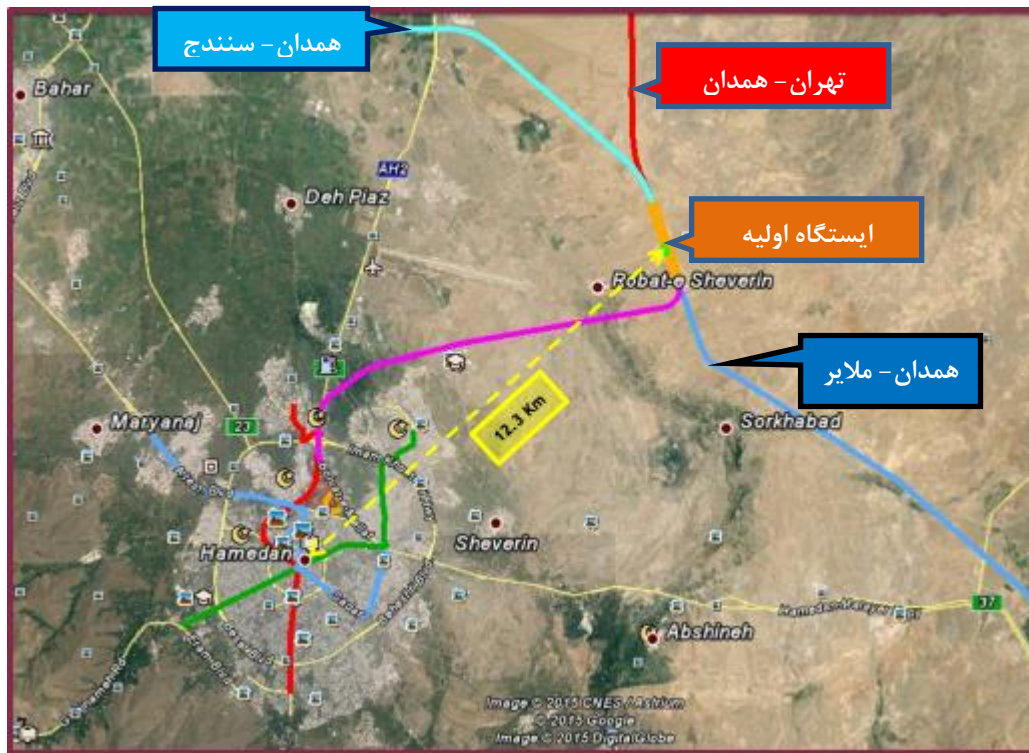 همدان - سنندج
تهران - همدان
Bahar
AH2
Deh Piaz
ایستگاه اولیه
Robat-e Sheverin
همدان - ملایر
12.3 Km
Maryanaj
23
Sorkhabad
Sheverin
Hamedan
37
Abshineh
Image © 2015 CNES / Astrium
© 2015 Google
Image © 2015 DigitalGlobe